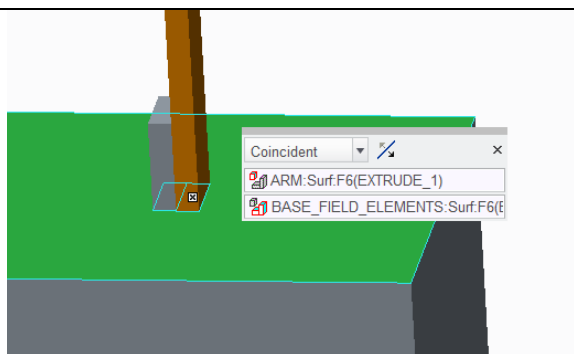 Coincident
ARM:Surf:F6(EXTRUDE_1)
BASE_FIELD_ELEMENTS:Surf:F6(E